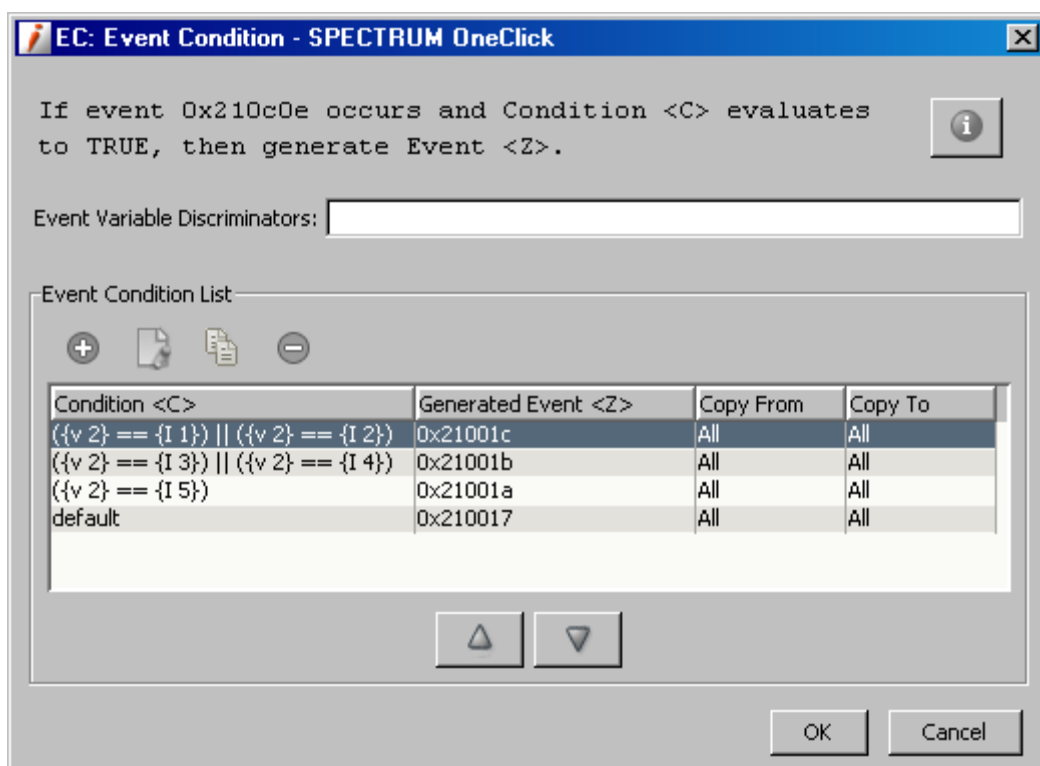 EC: Event Condition - SPECTRUM OneClick
If event 0x210c0e occurs and Condition <C> evaluates
to TRUE, then generate Event <Z>.
Event Variable Discriminators:
Event Condition List
Condition <C> Generated Event <Z> Copy From Copy To
({v 2} == {I 1}) || ({v 2} == {I 2}) 0x21001c All All
({v 2} == {I 3}) || ({v 2} == {I 4}) 0x21001b All All
({v 2} == {I 5}) 0x21001a All All
default 0x210017 All All
OK Cancel